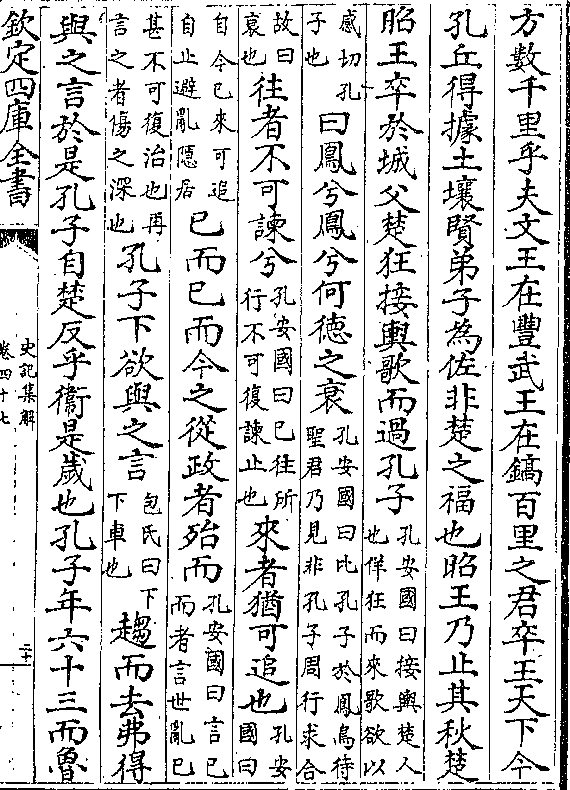 方數千里乎夫文王在豐武王在鎬百里之君卒王天下今
孔丘得據土壤賢弟子為佐非楚之福也昭王乃止其秋楚
昭王卒於城父楚狂接輿歌而過孔子孔安國曰接輿楚人也佯狂而來歌欲以
感切孔子也曰鳳兮鳳兮何德之衰孔安國曰比孔子於鳳鳥待聖君乃見非孔子周行求合
故曰衰也往者不可諫兮孔安國曰已往所行不可復諫止也來者猶可追也孔安國曰
自今已來可追自止避亂隱居已而已而今之從政者殆而孔安國曰言已而者言世亂已
甚不可復治也再言之者傷之深也孔子下欲與之言包氏曰下下車也趨而去弗得
與之言於是孔子自楚反乎衞是歲也孔子年六十三而魯
欽定四庫全書
史記集解
卷四十七